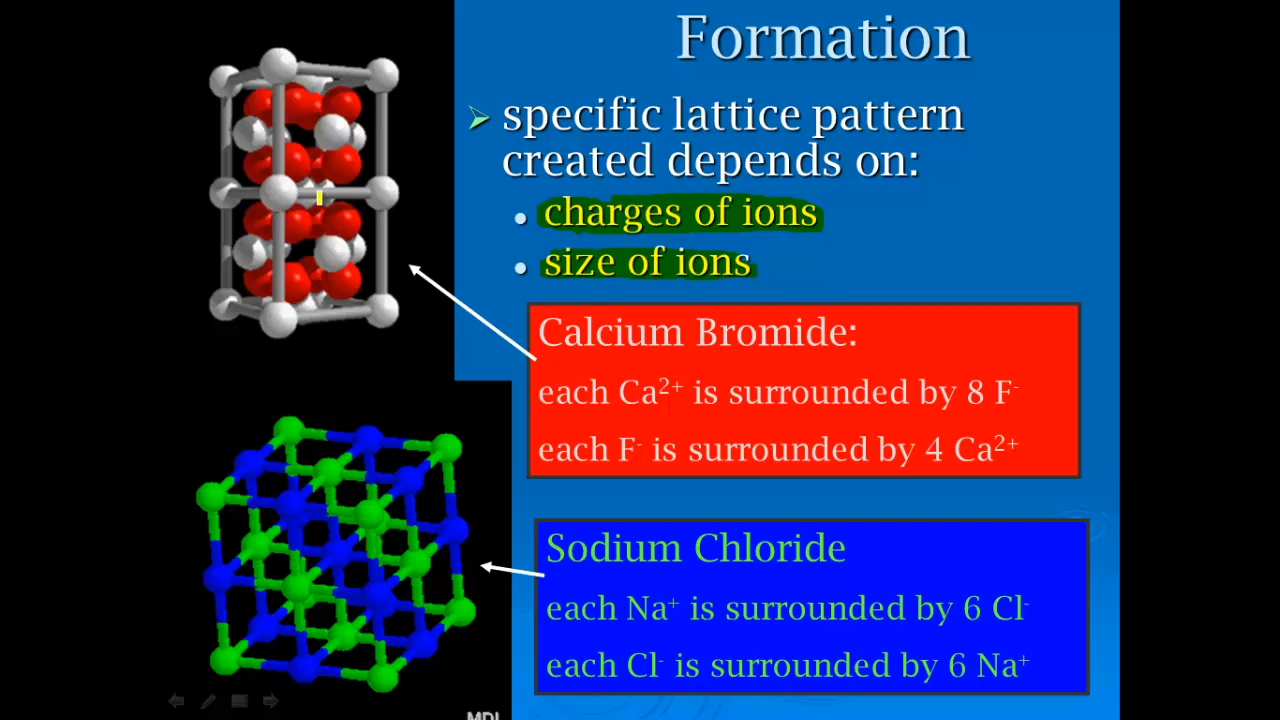 Formation
specific lattice pattern
created depends on:
charges of ions
size of ions
Calcium Bromide:
each Ca²⁺ is surrounded by 8 F⁻
each F⁻ is surrounded by 4 Ca²⁺
Sodium Chloride
each Na⁺ is surrounded by 6 Cl⁻
each Cl⁻ is surrounded by 6 Na⁺